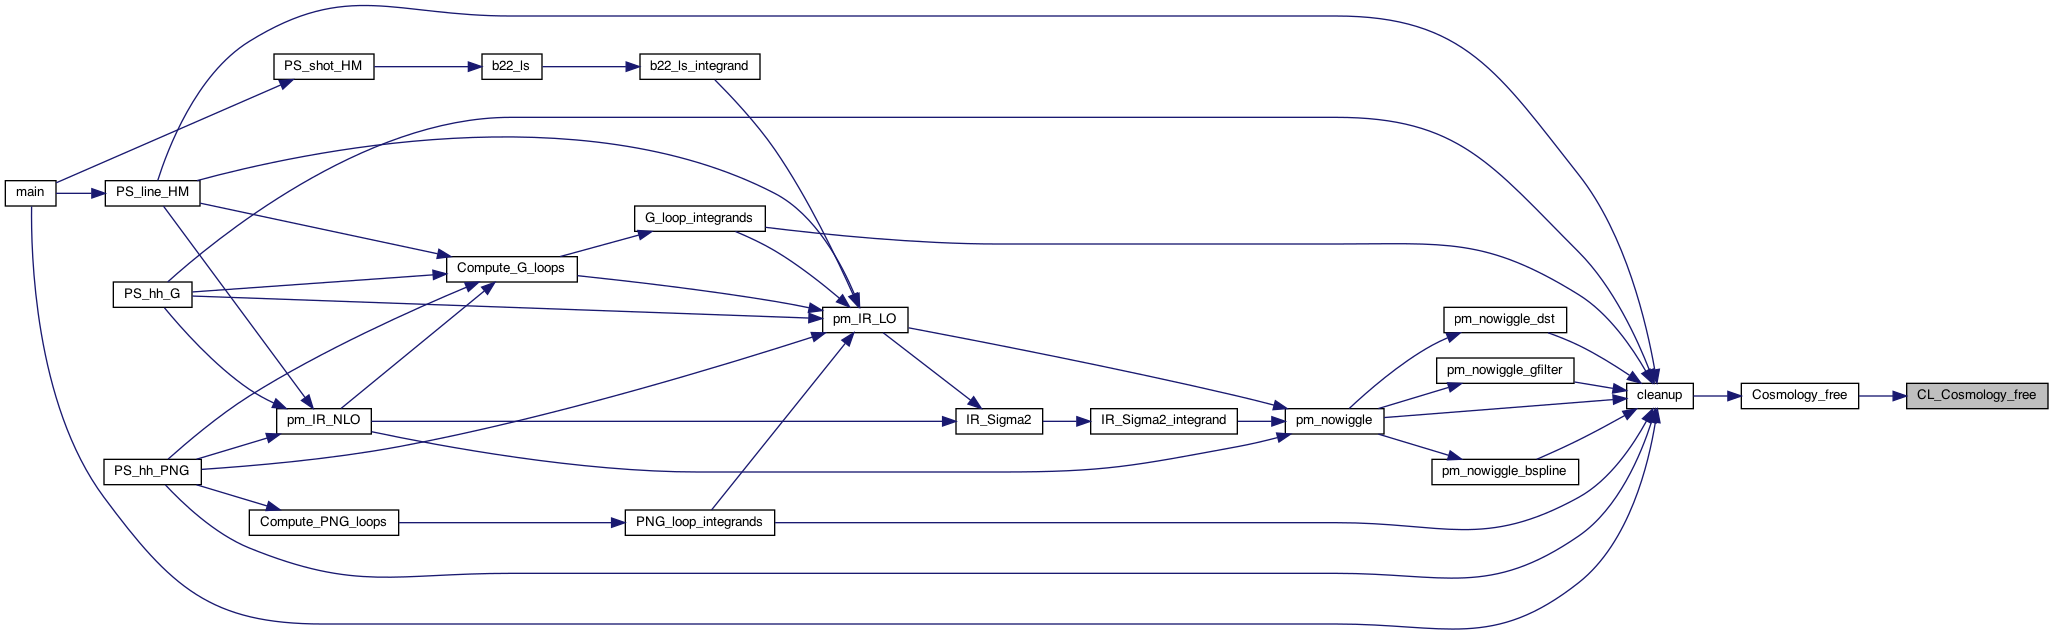 PS_shot_HM
b22_ls
b22_ls_integrand
main
PS_line_HM
G_loop_integrands
Compute_G_loops
PS_hh_G
pm_IR_LO
pm_nowiggle_dst
pm_nowiggle_gfilter
cleanup
Cosmology_free
CL_Cosmology_free
pm_IR_NLO
IR_Sigma2
IR_Sigma2_integrand
pm_nowiggle
PS_hh_PNG
pm_nowiggle_bspline
Compute_PNG_loops
PNG_loop_integrands